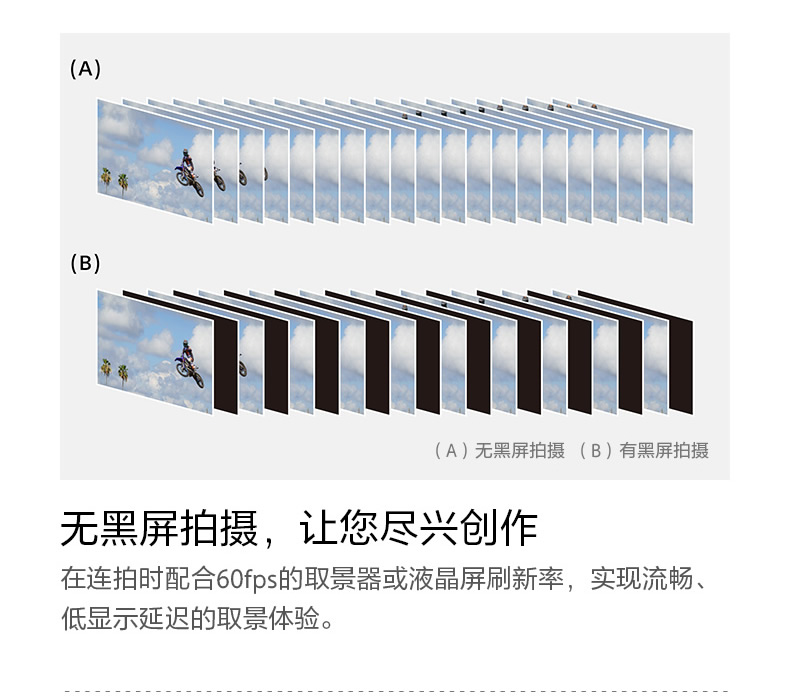 (A)
(B)
（A）无黑屏拍摄 （B）有黑屏拍摄
无黑屏拍摄，让您尽兴创作
在连拍时配合60fps的取景器或液晶屏刷新率，实现流畅、
低显示延迟的取景体验。